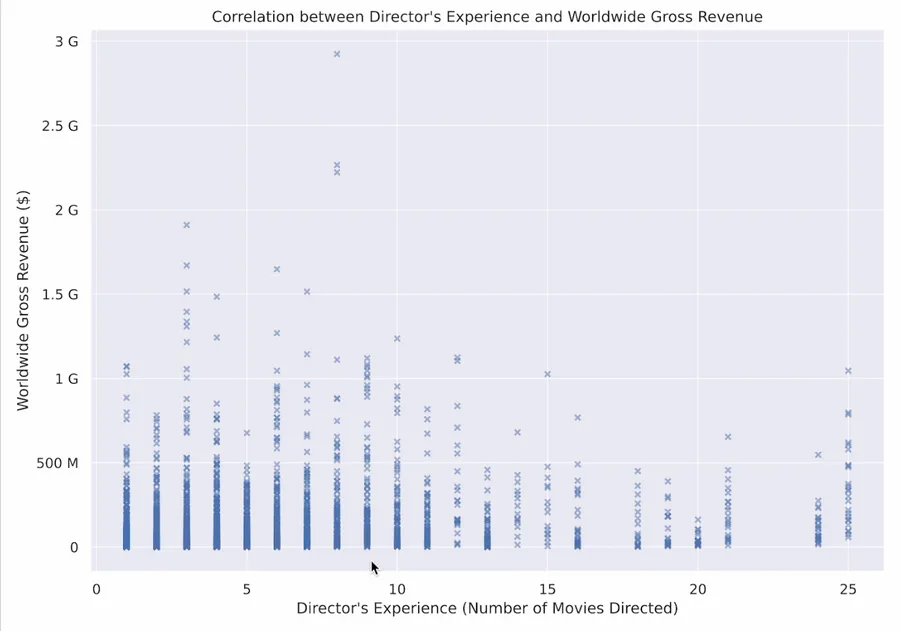 Correlation between Director's Experience and Worldwide Gross Revenue
3 G
2.5 G
2 G
1.5 G
1 G
500 M
0
Worldwide Gross Revenue ($)
0 5 10 15 20 25
Director's Experience (Number of Movies Directed)